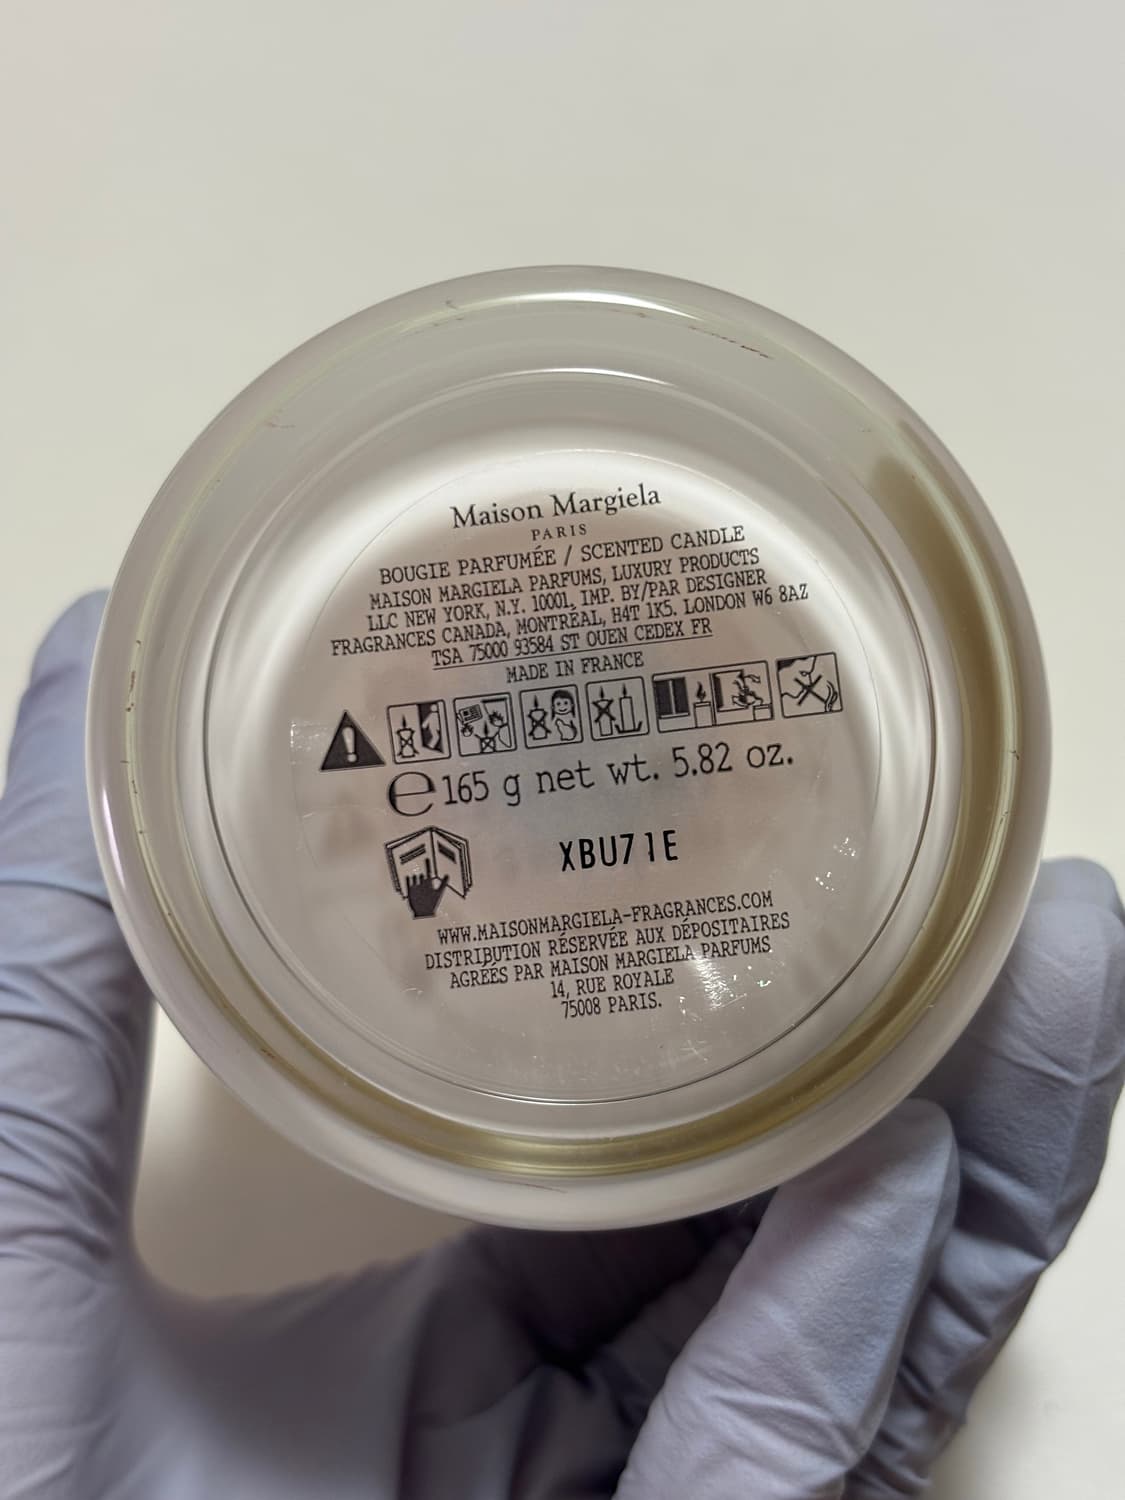 Maison Margiela
PARIS
BOUGIE PARFUMÉE / SCENTED CANDLE
MAISON MARGIELA PARFUMS, LUXURY PRODUCTS
LLC NEW YORK, N.Y. 10001, IMP. BY/PAR DESIGNER
FRAGRANCES CANADA, MONTRÉAL, H4T 1K5. LONDON W6 8AZ
TSA 75000 93584 ST OUEN CEDEX FR
MADE IN FRANCE
e 165 g net wt. 5.82 oz.
XBU71E
WWW.MAISONMARGIELA-FRAGRANCES.COM
DISTRIBUTION RÉSERVÉE AUX DÉPOSITAIRES
AGRÉÉS PAR MAISON MARGIELA PARFUMS
14, RUE ROYALE
75008 PARIS.